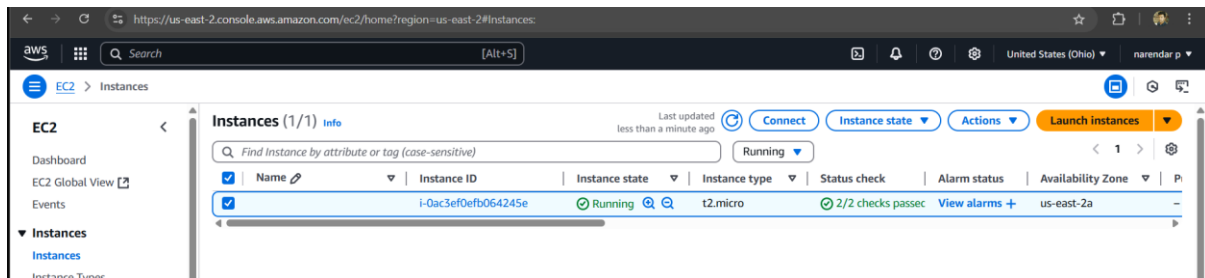 https://us-east-2.console.aws.amazon.com/ec2/home?region=us-east-2#Instances:
aws Search [Alt+S] United States (Ohio) narendar p
EC2 > Instances
EC2
Dashboard
EC2 Global View
Events
Instances
Instances
Instance Types
Instances (1/1) Info
Last updated
less than a minute ago
Connect Instance state Actions Launch instances
Find Instance by attribute or tag (case-sensitive) Running 1
Name Instance ID Instance state Instance type Status check Alarm status Availability Zone
i-0ac3ef0efb064245e Running t2.micro 2/2 checks passec View alarms + us-east-2a –